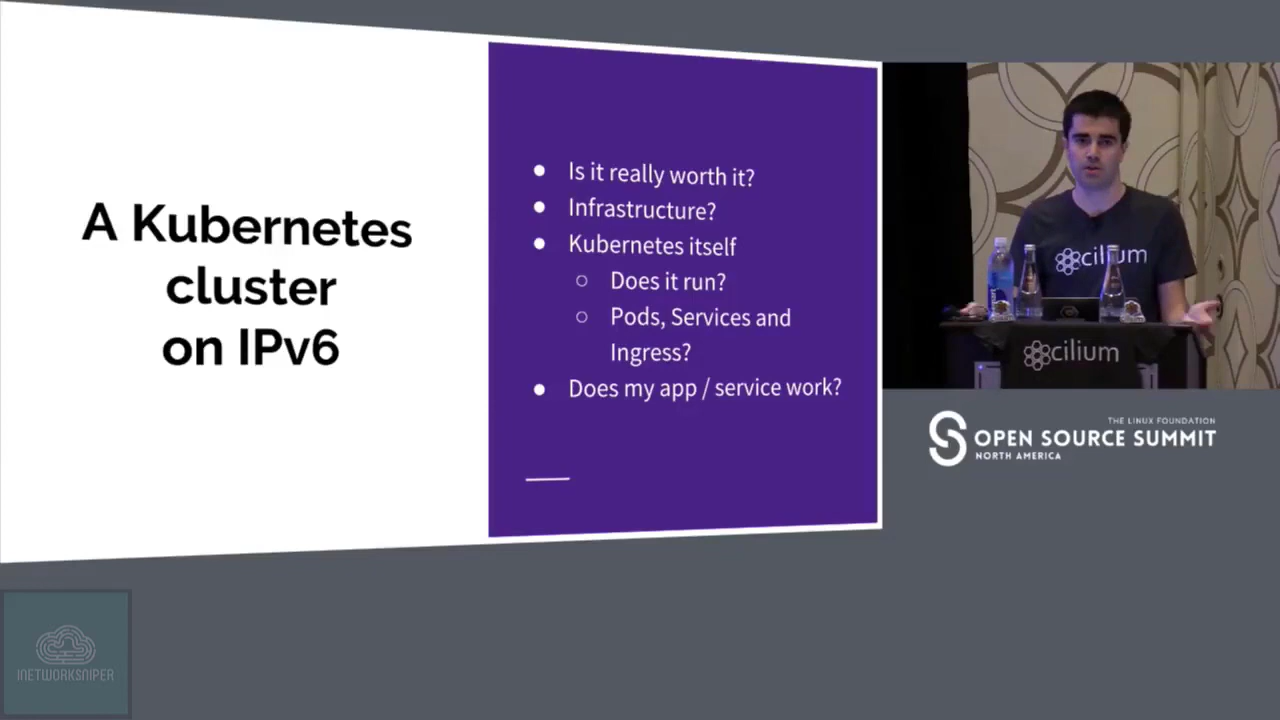 A Kubernetes
cluster
on IPv6
● Is it really worth it?
● Infrastructure?
● Kubernetes itself
○ Does it run?
○ Pods, Services and
Ingress?
● Does my app / service work?
cilium
cilium
THE LINUX FOUNDATION
OPEN SOURCE SUMMIT
NORTH AMERICA
INETWORKSNIPER